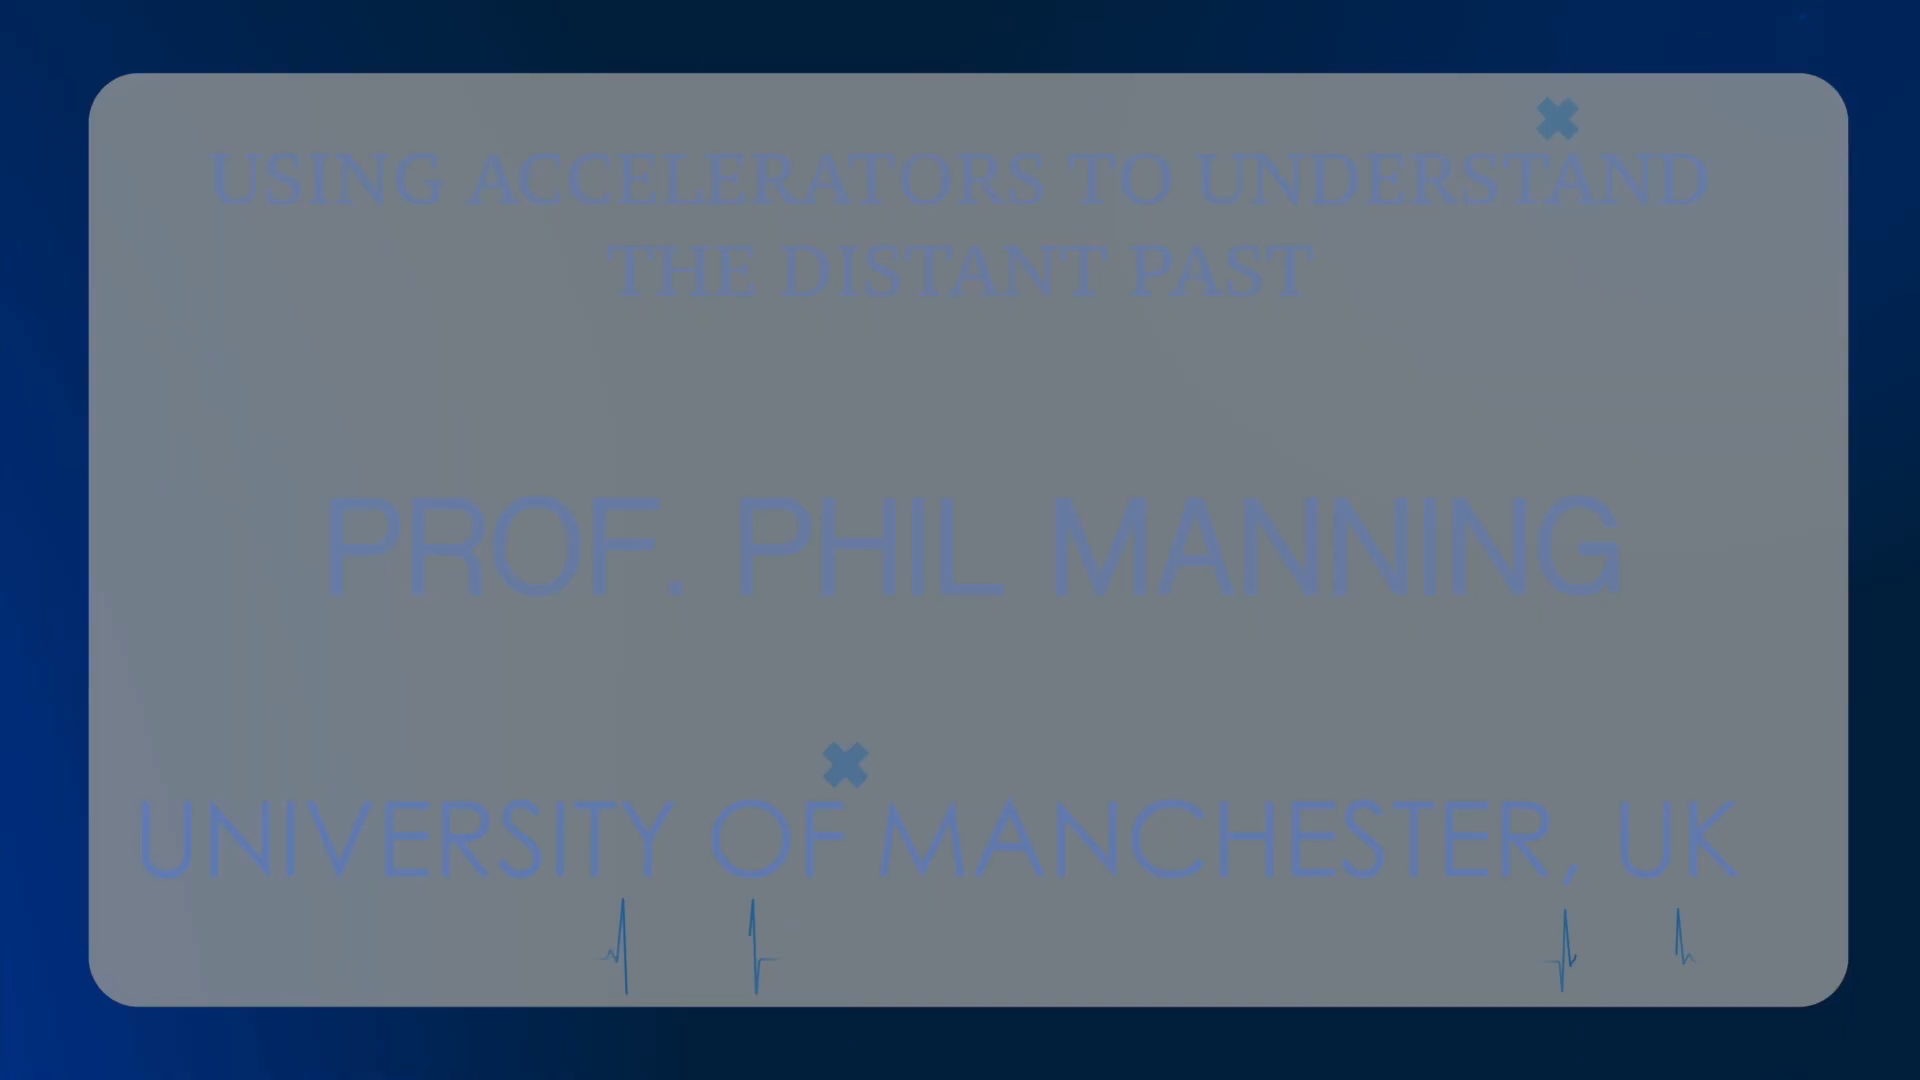 USING ACCELERATORS TO UNDERSTAND
THE DISTANT PAST
PROF. PHIL MANNING
UNIVERSITY OF MANCHESTER, UK